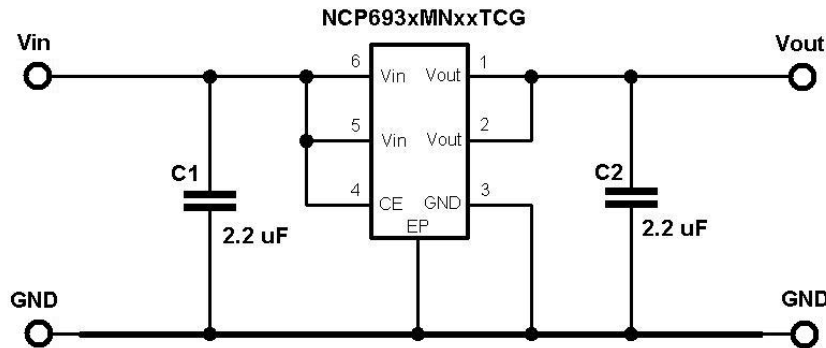 NCP693xMNxxTCG
Vin
Vout
6
Vin
Vout
1
5
Vin
Vout
2
C1
C2
4
CE
GND
3
EP
2.2 uF
2.2 uF
GND
GND